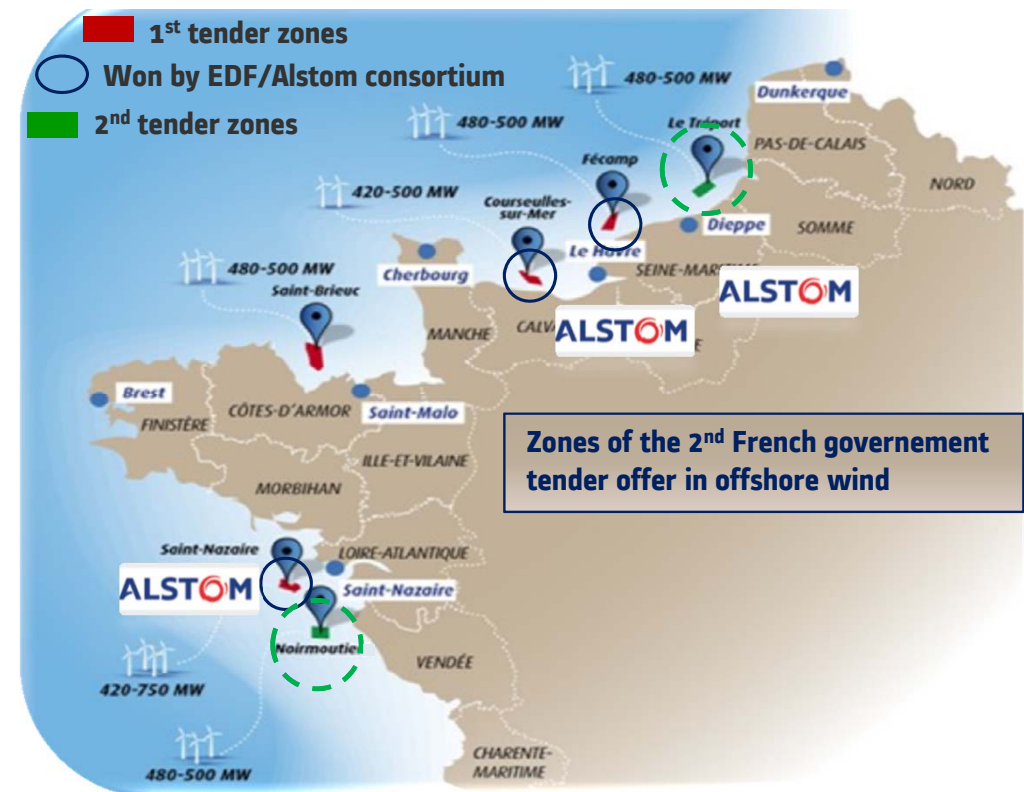 1st tender zones
Won by EDF/Alstom consortium
2nd tender zones
480-500 MW
Dunkerque
480-500 MW
Le Tréport
PAS-DE-CALAIS
Fécamp
NORD
420-500 MW
Courseulles-
sur-Mer
Dieppe
SOMME
Le Havre
480-500 MW
Cherbourg
SEINE-MAR
Saint-Brieuc
ALSTOM
MANCHE
CALV
ALSTOM
E
Brest
CÔTES-D'ARMOR
Saint-Malo
FINISTÈRE
Zones of the 2nd French governement
tender offer in offshore wind
ILLE-ET-VILAINE
MORBIHAN
Saint-Nazaire
LOIRE-ATLANTIQUE
ALSTOM
Saint-Nazaire
Noirmoutie
VENDÉE
420-750 MW
480-500 MW
CHARENTE-
MARITIME